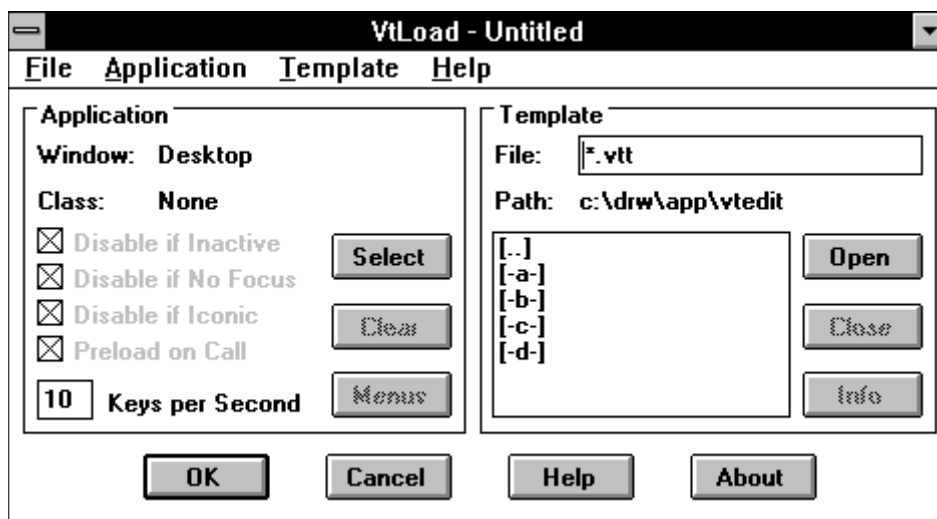 VtLoad - Untitled
File Application Template Help
Application
Window: Desktop
Class: None
Disable if Inactive
Disable if No Focus
Disable if Iconic
Preload on Call
10 Keys per Second
Select
Clear
Menus
Template
File: *.vtt
Path: c:\drw\app\vtedit
[..]
[-a-]
[-b-]
[-c-]
[-d-]
Open
Close
Info
OK Cancel Help About